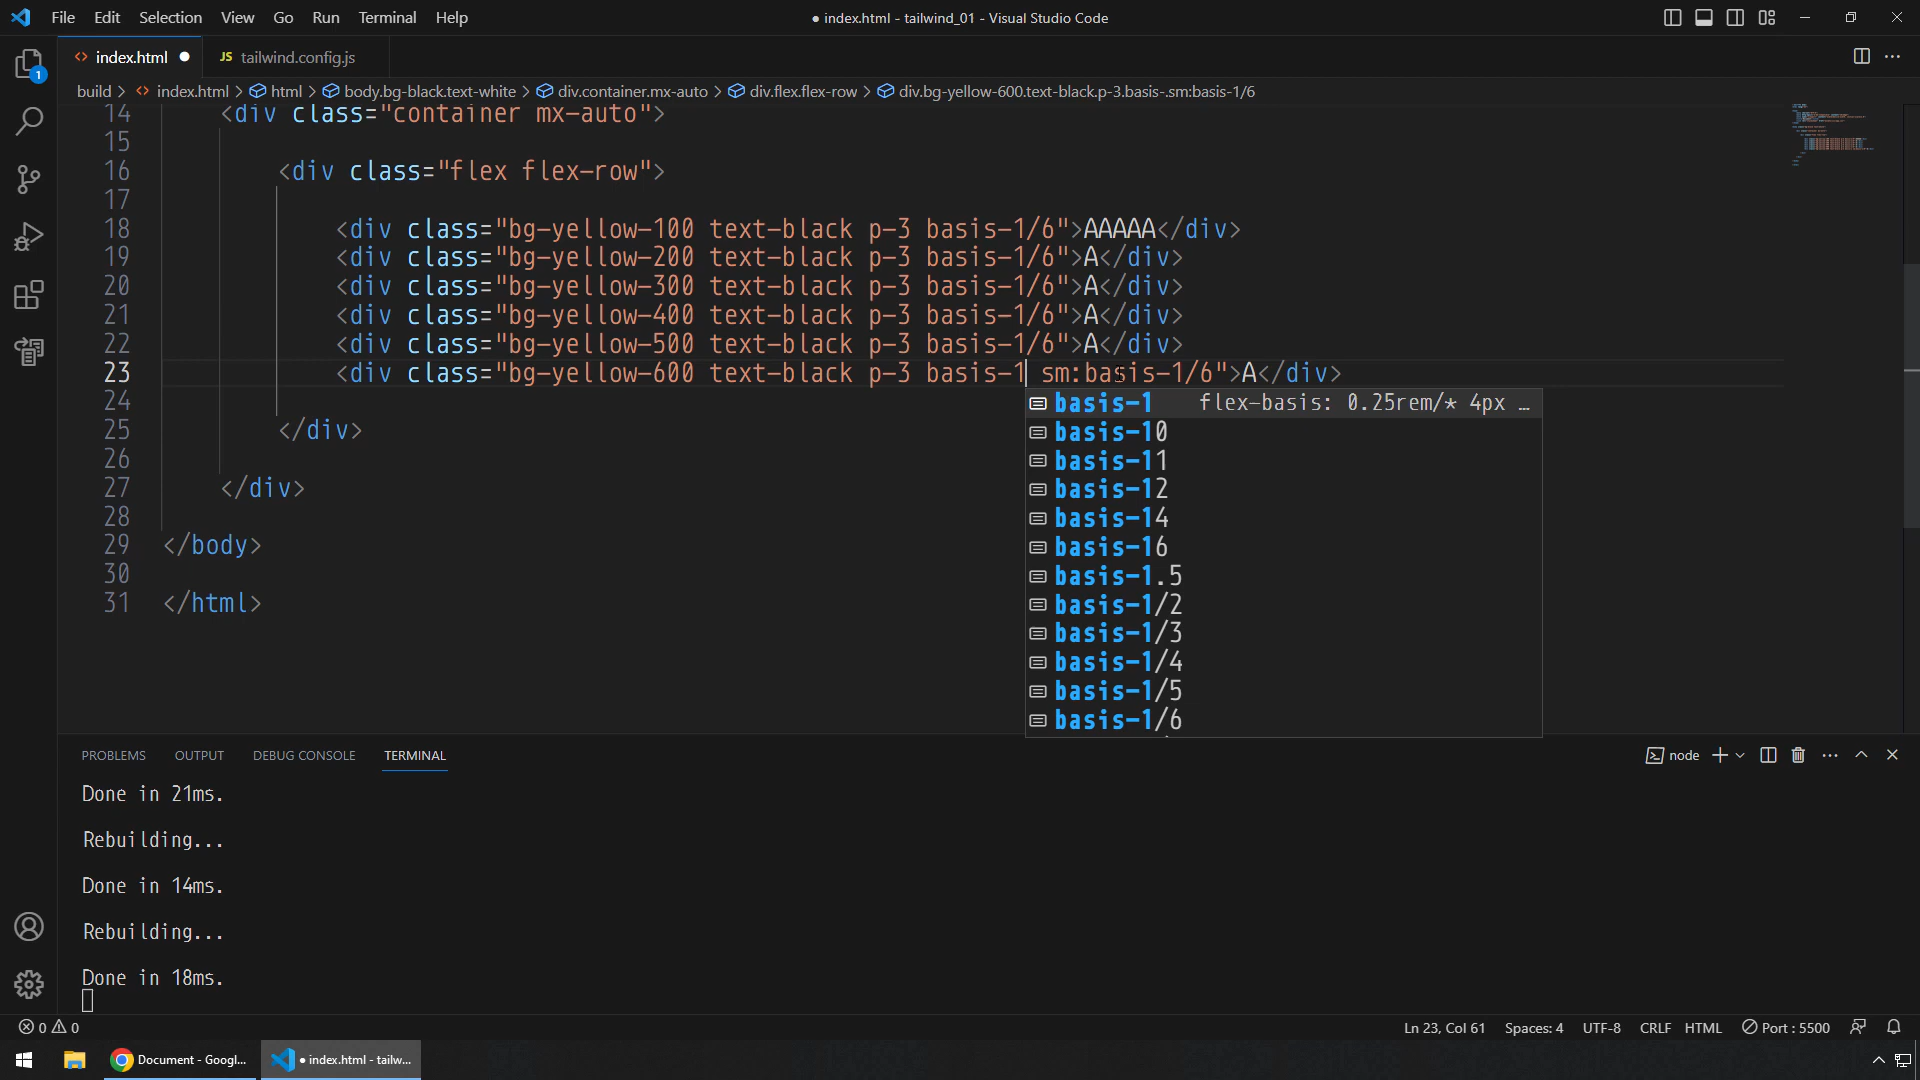 File Edit Selection View Go Run Terminal Help
● index.html - tailwind_01 - Visual Studio Code
<> index.html ●
JS tailwind.config.js
build > <> index.html > html > body.bg-black.text-white > div.container.mx-auto > div.flex.flex-row > div.bg-yellow-600.text-black.p-3.basis-.sm:basis-1/6
14 <div class="container mx-auto">
15
16 <div class="flex flex-row">
17
18 <div class="bg-yellow-100 text-black p-3 basis-1/6">AAAAA</div>
19 <div class="bg-yellow-200 text-black p-3 basis-1/6">A</div>
20 <div class="bg-yellow-300 text-black p-3 basis-1/6">A</div>
21 <div class="bg-yellow-400 text-black p-3 basis-1/6">A</div>
22 <div class="bg-yellow-500 text-black p-3 basis-1/6">A</div>
23 <div class="bg-yellow-600 text-black p-3 basis-1 sm:basis-1/6">A</div>
24
25 </div>
26
27 </div>
28
29 </body>
30
31 </html>
basis-1 flex-basis: 0.25rem/* 4px …
basis-10
basis-11
basis-12
basis-14
basis-16
basis-1.5
basis-1/2
basis-1/3
basis-1/4
basis-1/5
basis-1/6
PROBLEMS OUTPUT DEBUG CONSOLE TERMINAL
node
Done in 21ms.
Rebuilding...
Done in 14ms.
Rebuilding...
Done in 18ms.
0 0
Ln 23, Col 61 Spaces: 4 UTF-8 CRLF HTML Port : 5500
Document - Googl...
● index.html - tailw...
1